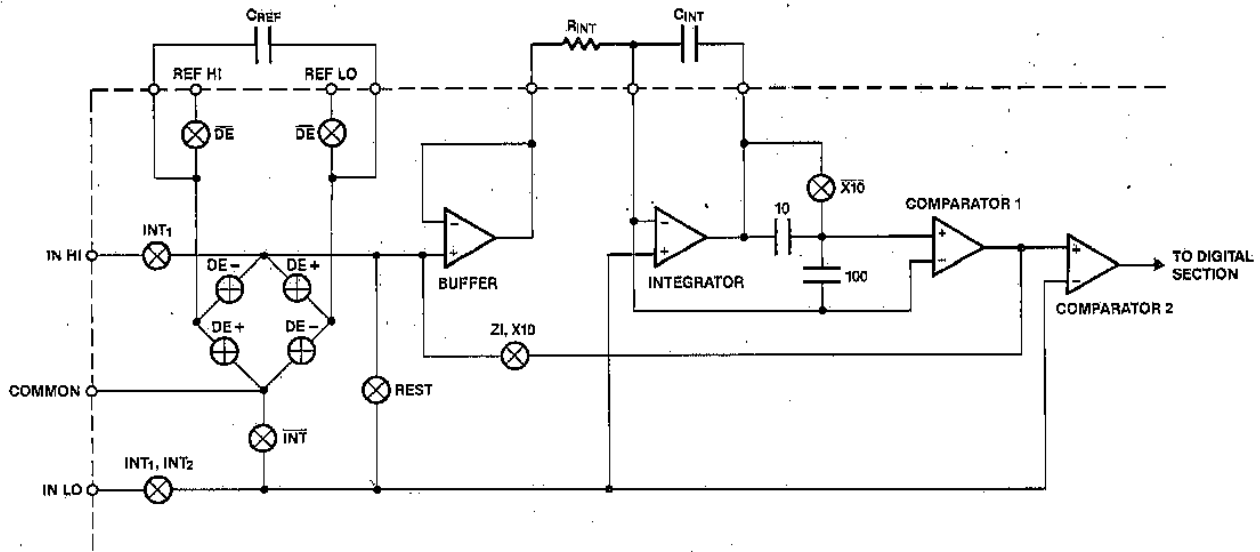 CREF
REF HI
REF LO
RINT
CINT
DE
DE
X10
10
COMPARATOR 1
INT1
IN HI
DE−
DE+
+
−
BUFFER
−
+
INTEGRATOR
+
−
100
+
−
TO DIGITAL
SECTION
COMPARATOR 2
DE+
DE−
ZI, X10
COMMON
REST
INT
INT1, INT2
IN LO